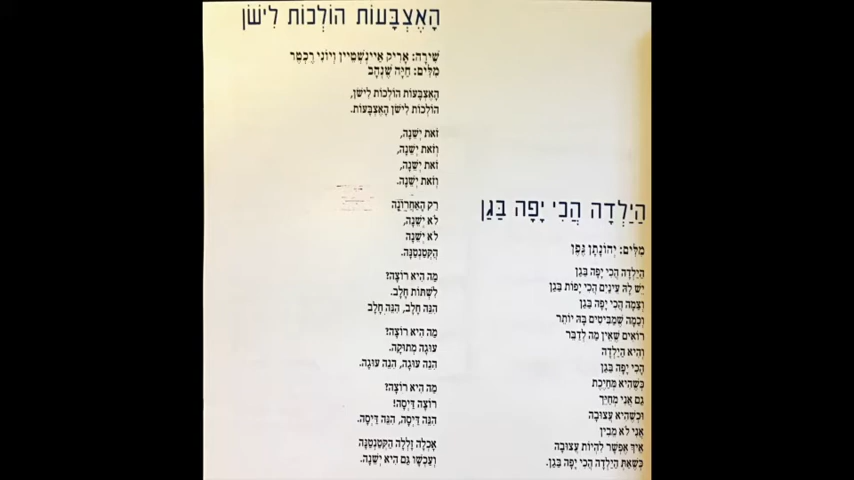 הַיַּלְדָּה הֲכִי יָפָה בַּגַּן
מִלִּים: יְהוֹנָתָן גֶּפֶן
הַיַּלְדָּה הֲכִי יָפָה בַּגַּן
יֵשׁ לָהּ עֵינַיִם הֲכִי יָפוֹת בַּגַּן
וְצַמָּה הֲכִי יָפָה בַּגַּן
וְכַמָּה שֶׁמַּבִּיטִים בָּהּ יוֹתֵר
רוֹאִים שֶׁאֵין מַה לְּדַבֵּר
וְהִיא הַיַּלְדָּה
הֲכִי יָפָה בַּגַּן
כְּשֶׁהִיא מְחַיֶּכֶת
גַּם אֲנִי מְחַיֵּךְ
וּכְשֶׁהִיא עֲצוּבָה
אֲנִי לֹא מֵבִין
אֵיךְ אֶפְשָׁר לִהְיוֹת עֲצוּבָה
כְּשֶׁאַתְּ הַיַּלְדָּה הֲכִי יָפָה בַּגַּן.
הָאֶצְבָּעוֹת הוֹלְכוֹת לִישֹׁן
שִׁירָה: אָרִיק אַיְינְשְׁטֵיין וְיוֹנִי רֶכְטֶר
מִלִּים: חַיָּה שֶׁנְהָב
הָאֶצְבָּעוֹת הוֹלְכוֹת לִישֹׁן,
הוֹלְכוֹת לִישֹׁן הָאֶצְבָּעוֹת.
זֹאת יְשֵׁנָה,
וְזֹאת יְשֵׁנָה,
זֹאת יְשֵׁנָה,
וְזֹאת יְשֵׁנָה.
רַק הָאַחֲרוֹנָה
לֹא יְשֵׁנָה,
לֹא יְשֵׁנָה
הַקְּטַנְטַנָּה.
מַה הִיא רוֹצָה?
לִשְׁתּוֹת חָלָב.
הִנֵּה חָלָב, הִנֵּה חָלָב
מַה הִיא רוֹצָה?
עוּגָה מְתוּקָה.
הִנֵּה עוּגָה, הִנֵּה עוּגָה.
מַה הִיא רוֹצָה?
רוֹצָה דַּיְסָה!
הִנֵּה דַּיְסָה, הִנֵּה דַּיְסָה.
אָכְלָה זָלְלָה הַקְּטַנְטַנָּה
וְעַכְשָׁו גַּם הִיא יְשֵׁנָה.